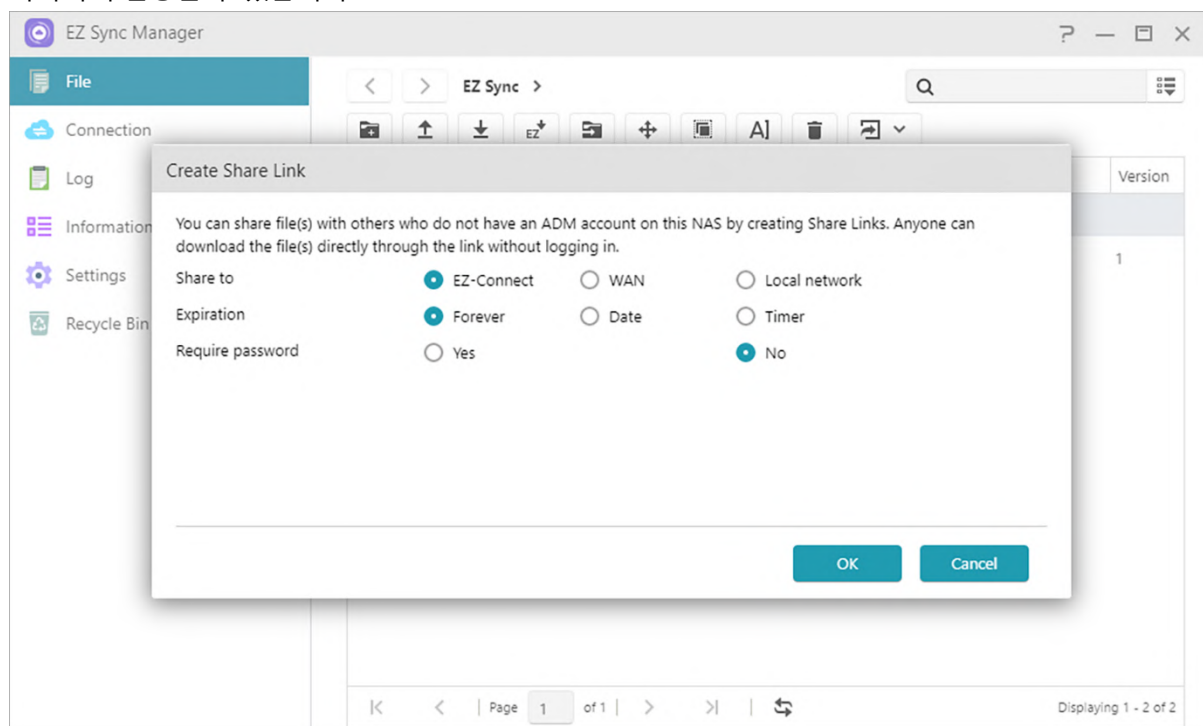 EZ Sync Manager
File
EZ Sync
Connection
EZ
A]
Log
Create Share Link
Version
Information
You can share file(s) with others who do not have an ADM account on this NAS by creating Share Links. Anyone can
download the file(s) directly through the link without logging in.
1
Settings
Share to EZ-Connect WAN Local network
Recycle Bin
Expiration Forever Date Timer
Require password Yes No
OK Cancel
Page 1 of 1
Displaying 1 - 2 of 2